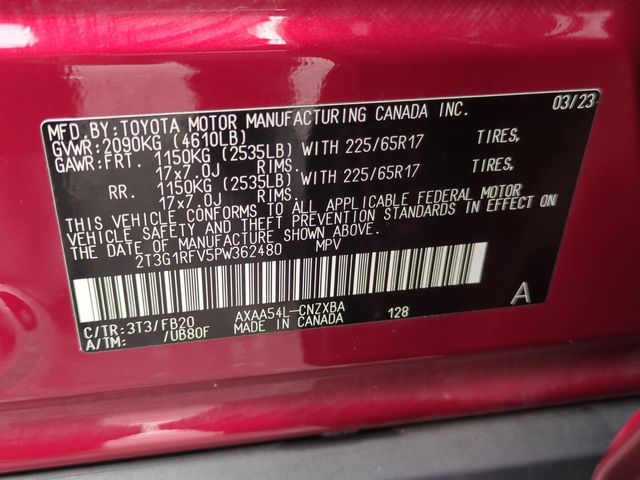 MFD.BY:TOYOTA MOTOR MANUFACTURING CANADA INC. 03/23
GVWR:2090KG (4610LB)
GAWR:FRT. 1150KG (2535LB) WITH 225/65R17 TIRES,
17x7.0J RIMS.
RR. 1150KG (2535LB) WITH 225/65R17 TIRES,
17x7.0J RIMS.
THIS VEHICLE CONFORMS TO ALL APPLICABLE FEDERAL MOTOR
VEHICLE SAFETY AND THEFT PREVENTION STANDARDS IN EFFECT ON
THE DATE OF MANUFACTURE SHOWN ABOVE.
2T3G1RFV5PW362480 MPV
C/TR:3T3/FB20 AXAA54L-CNZXBA 128 A
A/TM: /UB80F MADE IN CANADA